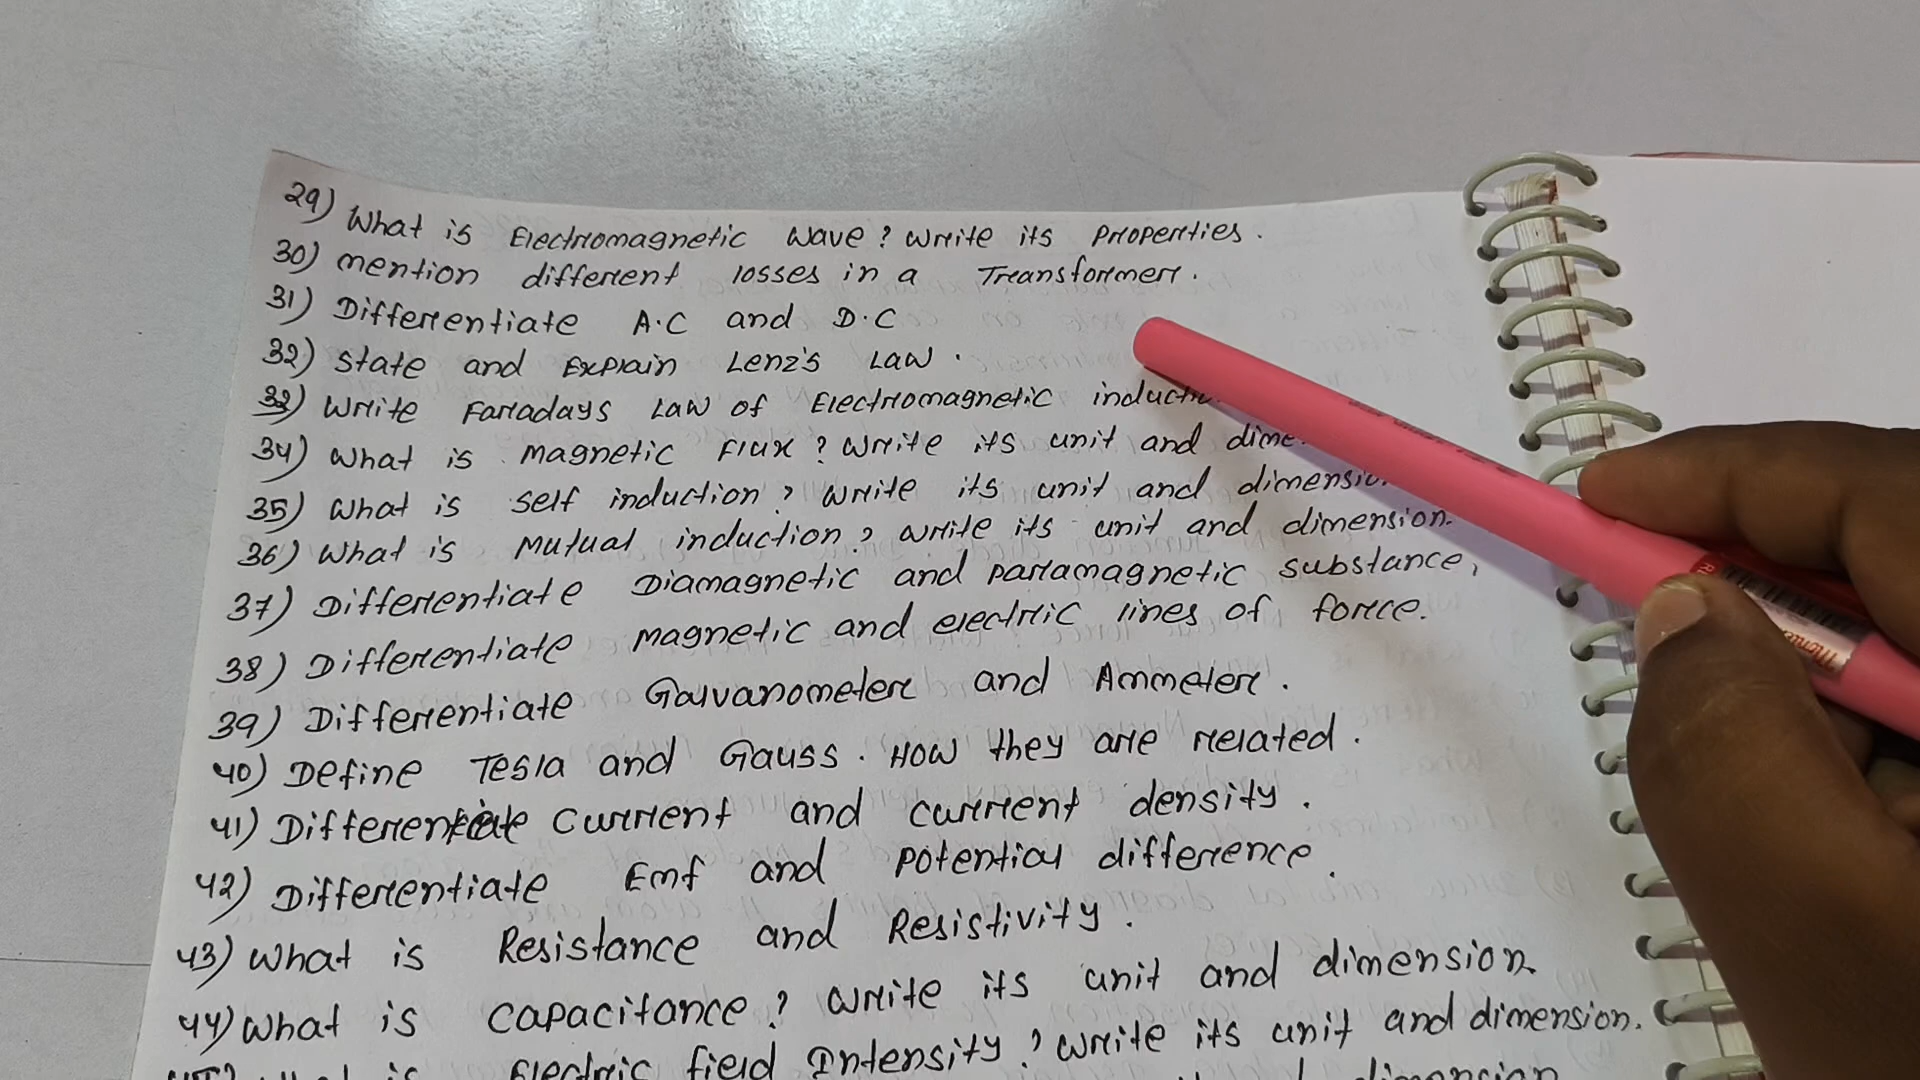 29) What is Electromagnetic Wave? Write its Properties.
30) mention different losses in a Transformer.
31) Differentiate A.C and D.C
32) State and Explain Lenz's Law.
33) Write Faradays Law of Electromagnetic
34) What is magnetic Flux? Write its unit and
35) What is Self induction? Write its unit and
36) What is Mutual induction? Write its unit and dimension.
37) Differentiate Diamagnetic and paramagnetic substance,
38) Differentiate magnetic and electric lines of force.
39) Differentiate Galvanometer and Ammeter.
40) Define Tesla and Gauss. How they are related.
41) Differentiate Current and current density.
42) Differentiate Emf and Potential difference.
43) What is Resistance and Resistivity.
44) What is Capacitance? Write its unit and dimension.
Electric field Intensity? Write its unit and dimension.